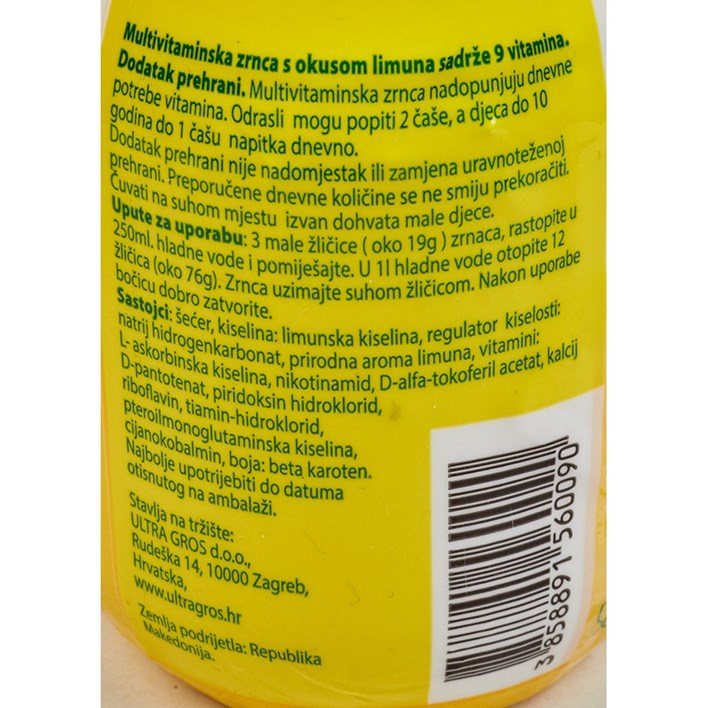 Multivitaminska zrnca s okusom limuna sadrže 9 vitamina.
Dodatak prehrani. Multivitaminska zrnca nadopunjuju dnevne
potrebe vitamina. Odrasli mogu popiti 2 čaše, a djeca do 10
godina do 1 čašu napitka dnevno.
Dodatak prehrani nije nadomjestak ili zamjena uravnoteženoj
prehrani. Preporučene dnevne količine se ne smiju prekoračiti.
Čuvati na suhom mjestu izvan dohvata male djece.
Upute za uporabu: 3 male žličice ( oko 19g ) zrnaca, rastopite u
250ml. hladne vode i pomiješajte. U 1l hladne vode otopite 12
žličica (oko 76g). Zrnca uzimajte suhom žličicom. Nakon uporabe
bočicu dobro zatvorite.
Sastojci: šećer, kiselina: limunska kiselina, regulator kiselosti:
natrij hidrogenkarbonat, prirodna aroma limuna, vitamini:
L- askorbinska kiselina, nikotinamid, D-alfa-tokoferil acetat, kalcij
D-pantotenat, piridoksin hidroklorid,
riboflavin, tiamin-hidroklorid,
pteroilmonoglutaminska kiselina,
cijanokobalmin, boja: beta karoten.
Najbolje upotrijebiti do datuma
otisnutog na ambalaži.
Stavlja na tržište:
ULTRA GROS d.o.o.,
Rudeška 14, 10000 Zagreb,
Hrvatska,
www.ultragros.hr
Zemlja podrijetla: Republika
Makedonija.
3 858891 560090